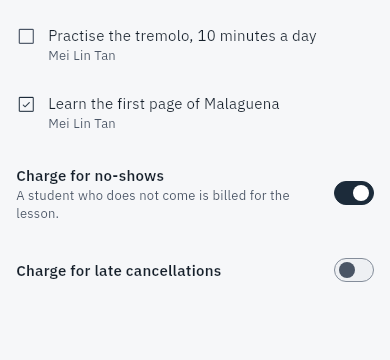 Practise the tremolo, 10 minutes a day
Mei Lin Tan
Learn the first page of Malaguena
Mei Lin Tan
Charge for no-shows
A student who does not come is billed for the
lesson.
Charge for late cancellations